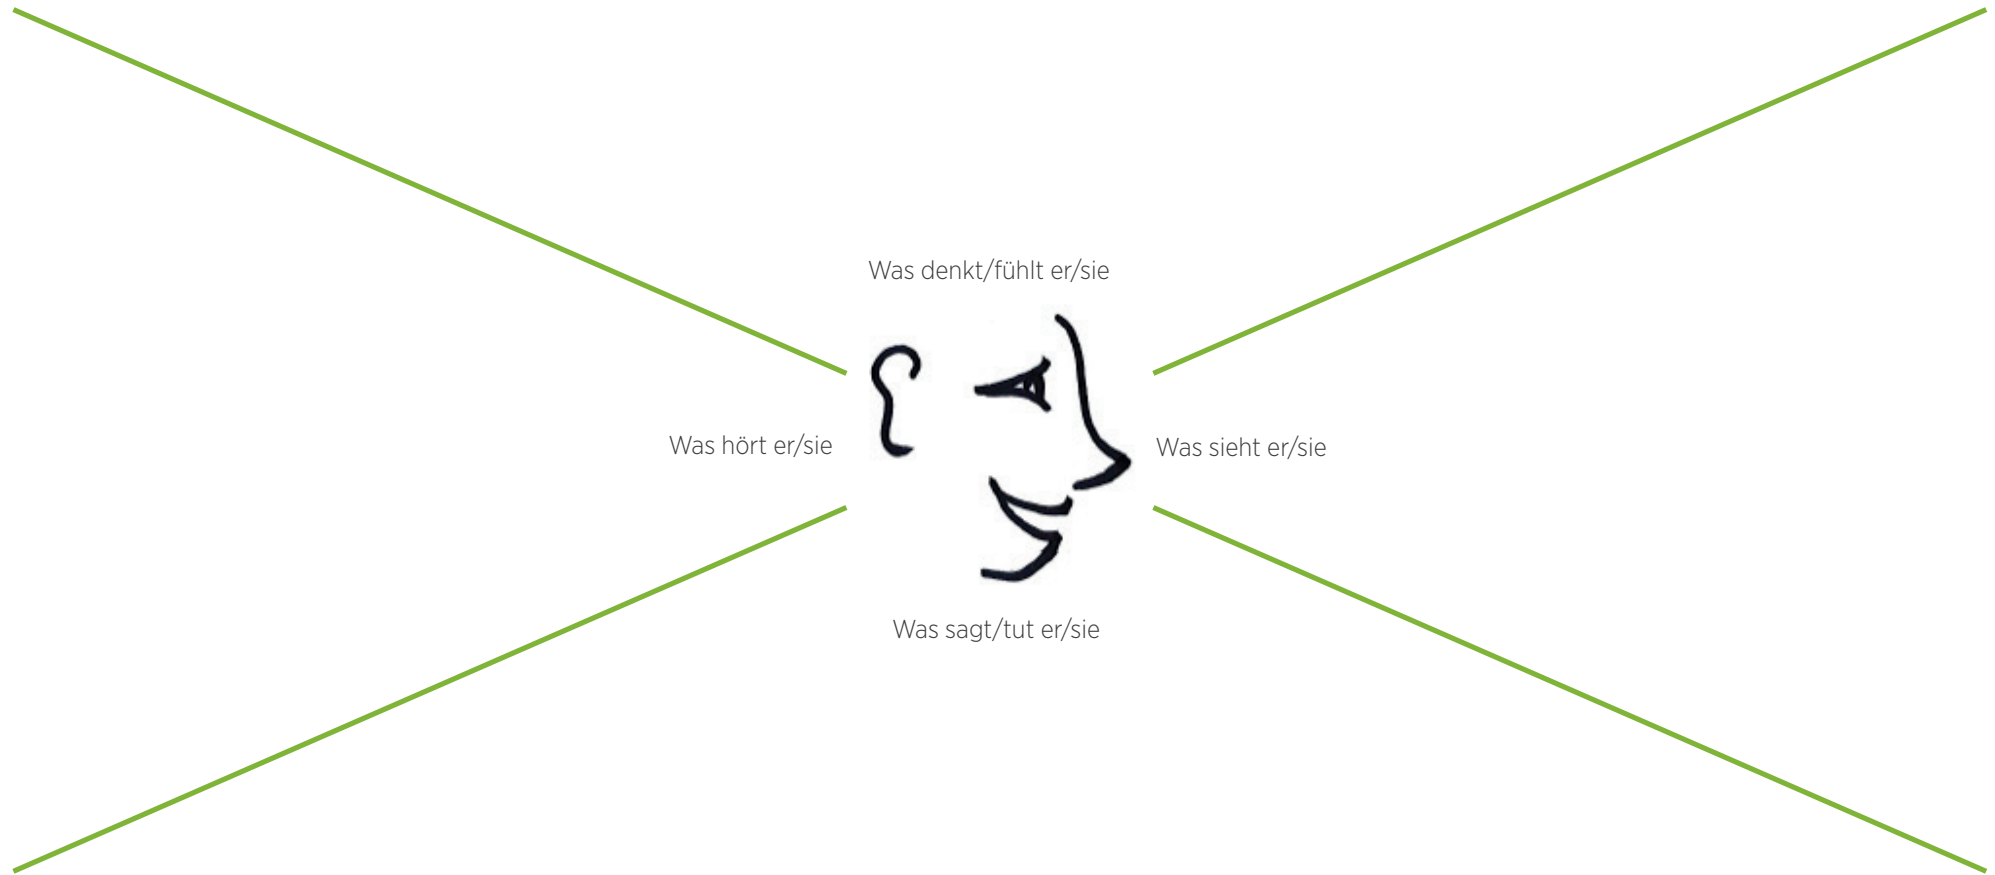 Was denkt/fühlt er/sie
Was hört er/sie
Was sieht er/sie
Was sagt/tut er/sie